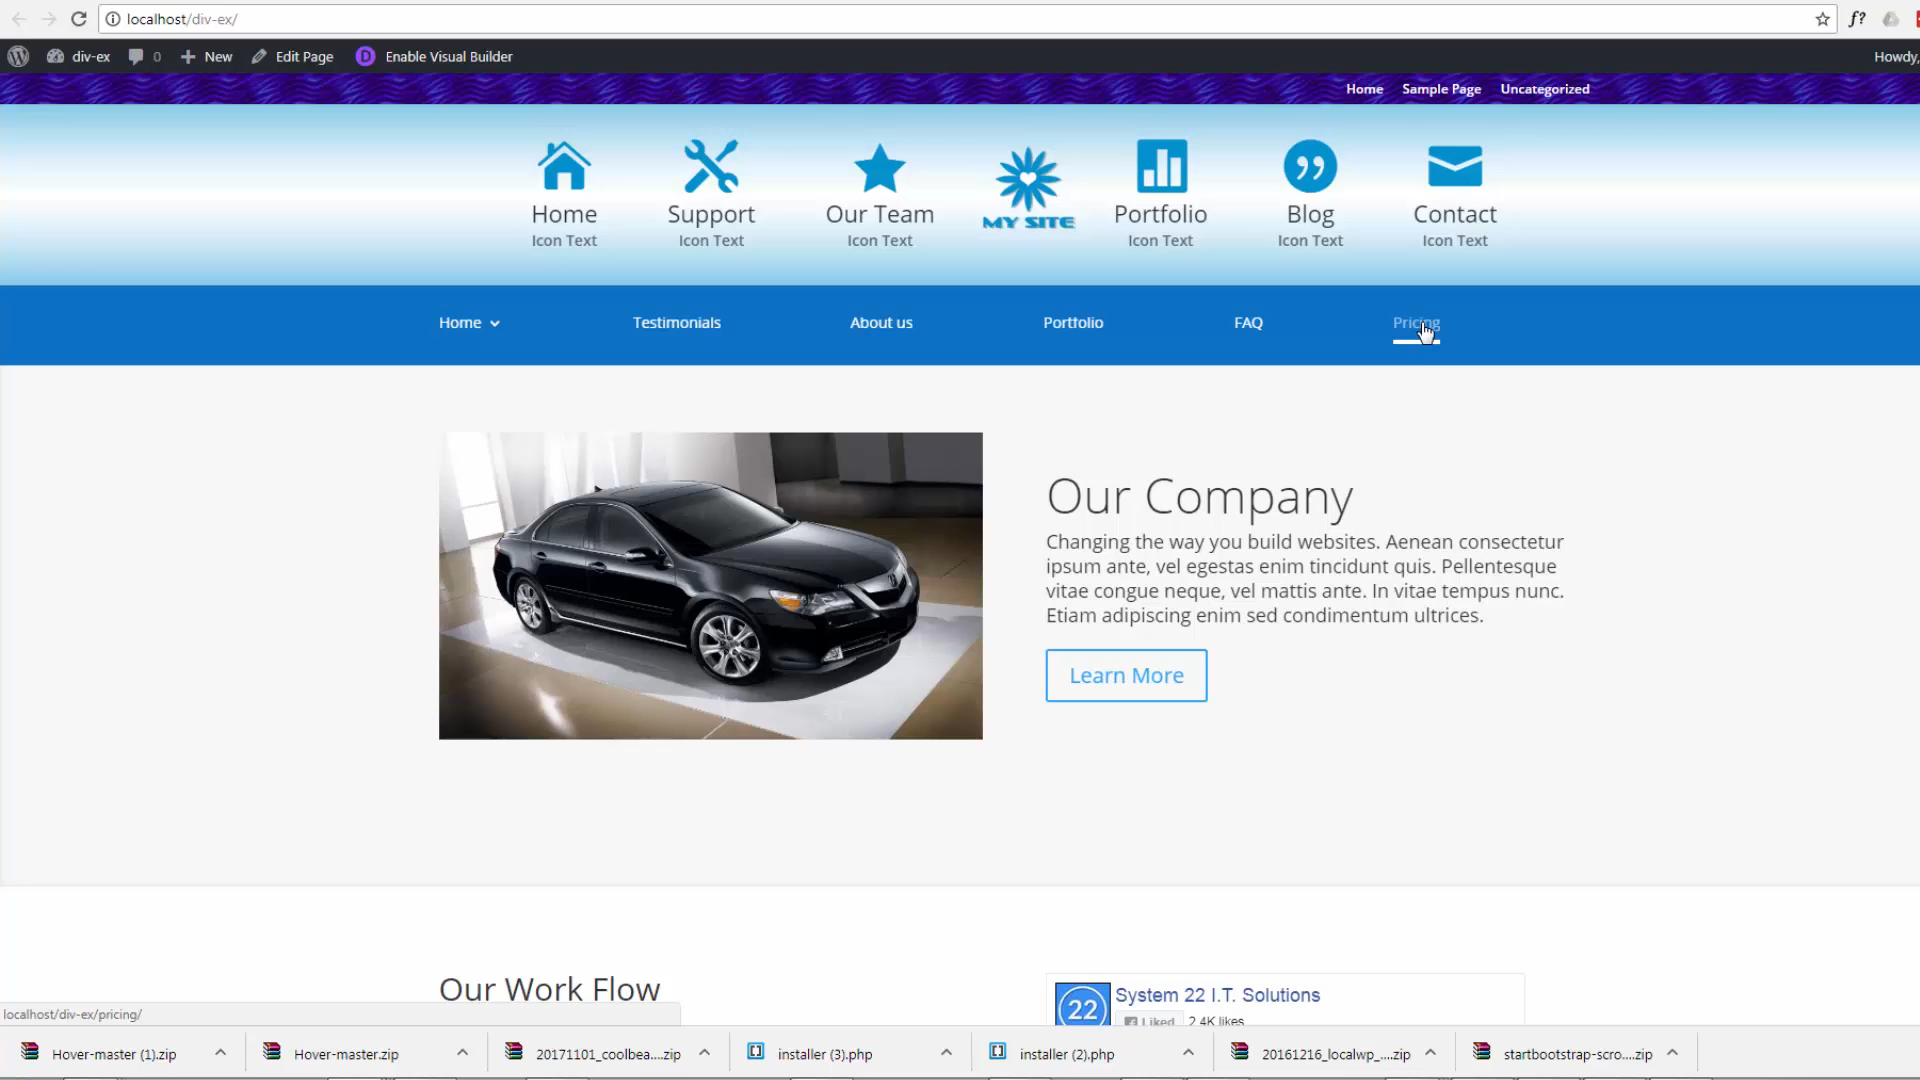 localhost/div-ex/
f?
div-ex 0 New Edit Page D Enable Visual Builder Howdy,
Home Sample Page Uncategorized
Home Support Our Team MY SITE Portfolio Blog Contact
Icon Text Icon Text Icon Text Icon Text Icon Text Icon Text
Home Testimonials About us Portfolio FAQ Pricing
Our Company
Changing the way you build websites. Aenean consectetur
ipsum ante, vel egestas enim tincidunt quis. Pellentesque
vitae congue neque, vel mattis ante. In vitae tempus nunc.
Etiam adipiscing enim sed condimentum ultrices.
Learn More
Our Work Flow
22 System 22 I.T. Solutions
Liked 2.4K likes
localhost/div-ex/pricing/
Hover-master (1).zip Hover-master.zip 20171101_coolbea....zip installer (3).php installer (2).php 20161216_localwp_....zip startbootstrap-scro....zip